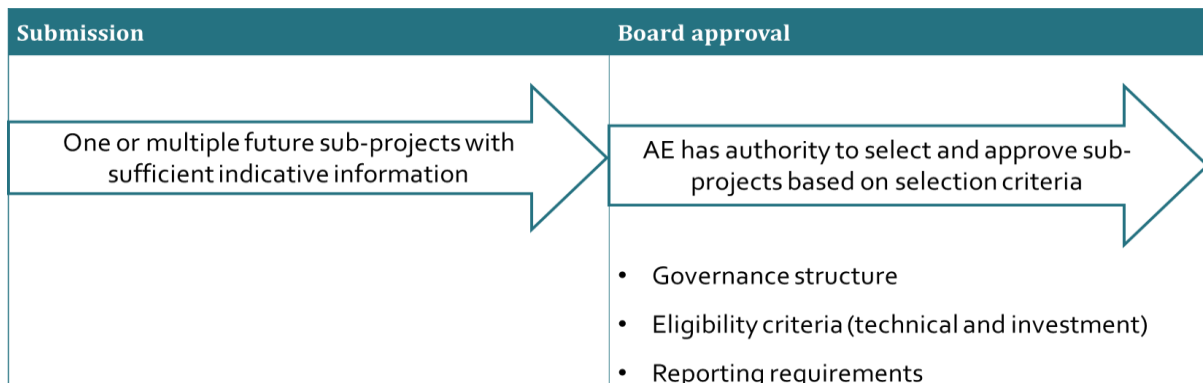 Submission
Board approval
One or multiple future sub-projects with
sufficient indicative information
AE has authority to select and approve sub-
projects based on selection criteria
• Governance structure
• Eligibility criteria (technical and investment)
• Reporting requirements